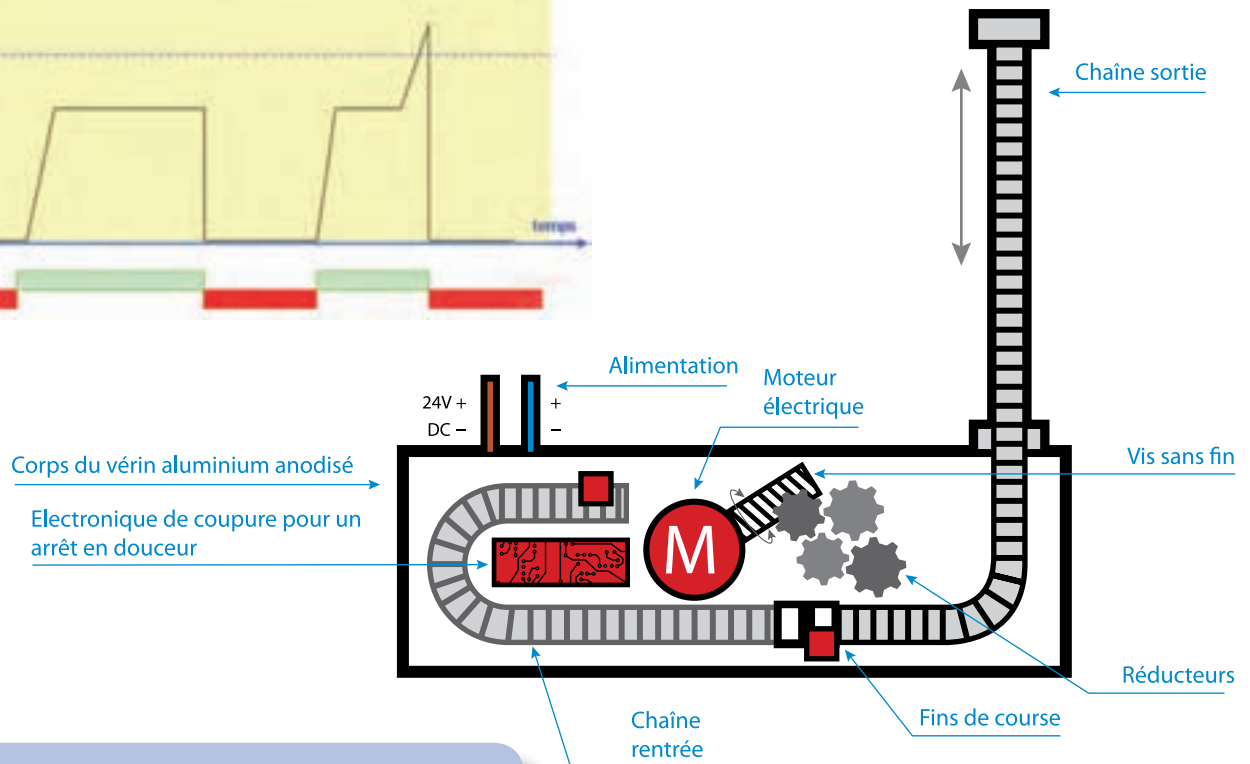 temps
Chaîne sortie
Alimentation
Moteur
électrique
24V +
DC –
+
–
Vis sans fin
Corps du vérin aluminium anodisé
Electronique de coupure pour un
arrêt en douceur
M
Réducteurs
Fins de course
Chaîne
rentrée